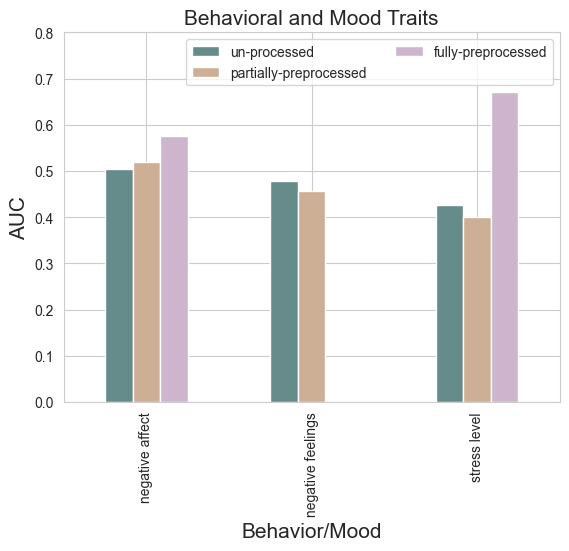 Behavioral and Mood Traits
un-processed
partially-preprocessed
fully-preprocessed
AUC
0.8
0.7
0.6
0.5
0.4
0.3
0.2
0.1
0.0
negative affect
negative feelings
stress level
Behavior/Mood